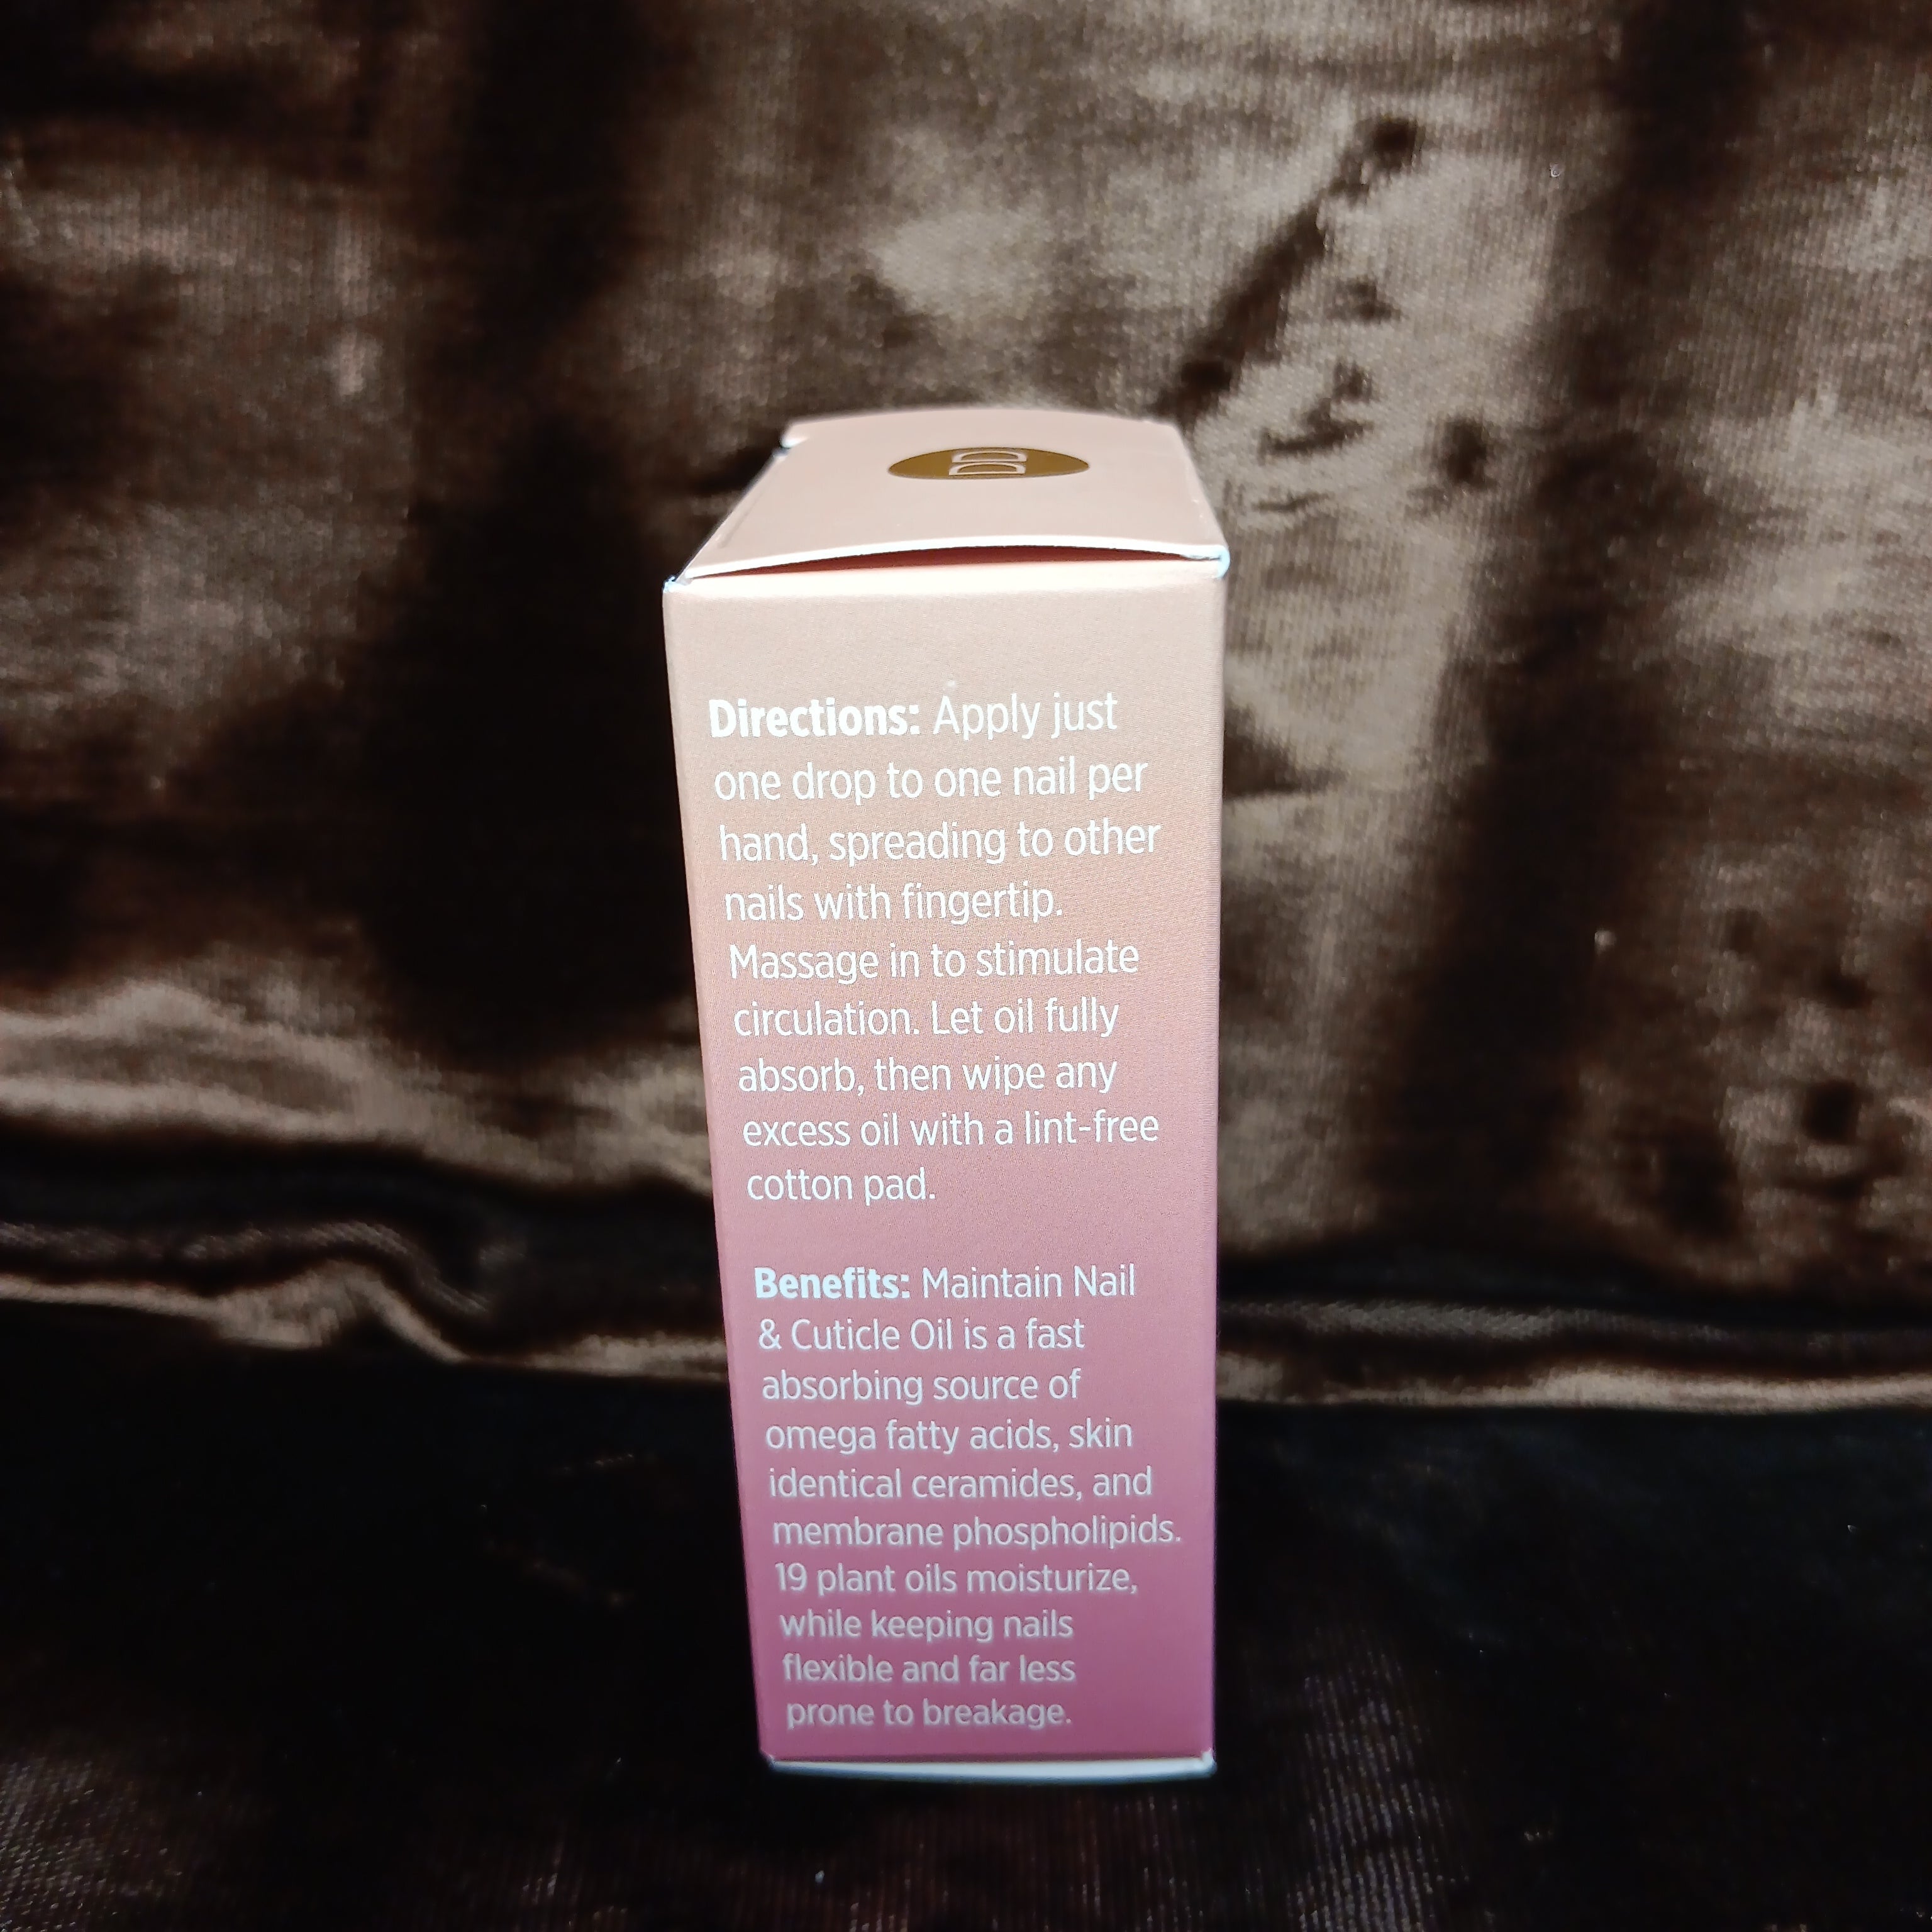 Directions: Apply just
one drop to one nail per
hand, spreading to other
nails with fingertip.
Massage in to stimulate
circulation. Let oil fully
absorb, then wipe any
excess oil with a lint-free
cotton pad.
Benefits: Maintain Nail
& Cuticle Oil is a fast
absorbing source of
omega fatty acids, skin
identical ceramides, and
membrane phospholipids.
19 plant oils moisturize,
while keeping nails
flexible and far less
prone to breakage.